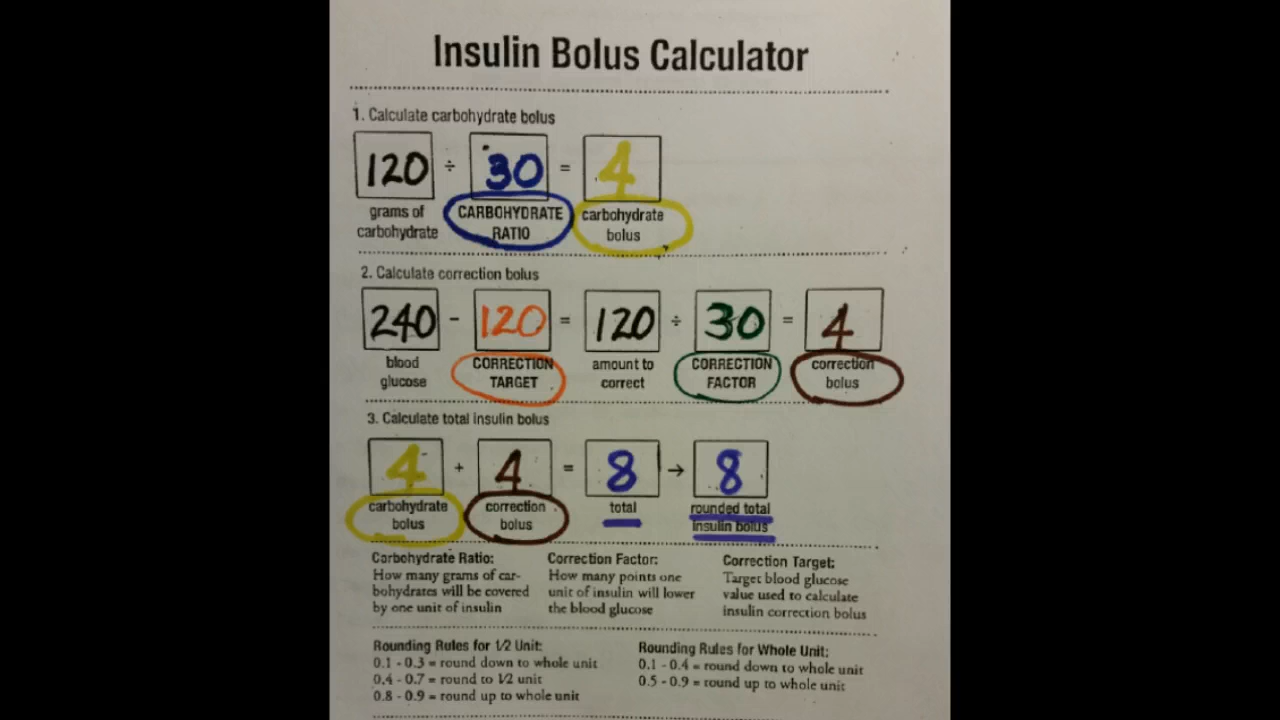 Insulin Bolus Calculator
1. Calculate carbohydrate bolus
120 ÷ 30 = 4
grams of carbohydrate CARBOHYDRATE RATIO carbohydrate bolus
2. Calculate correction bolus
240 - 120 = 120 ÷ 30 = 4
blood glucose CORRECTION TARGET amount to correct CORRECTION FACTOR correction bolus
3. Calculate total insulin bolus
4 + 4 = 8 → 8
carbohydrate bolus correction bolus total rounded total insulin bolus
Carbohydrate Ratio:
How many grams of car-
bohydrates will be covered
by one unit of insulin
Correction Factor:
How many points one
unit of insulin will lower
the blood glucose
Correction Target:
Target blood glucose
value used to calculate
insulin correction bolus
Rounding Rules for 1/2 Unit:
0.1 - 0.3 = round down to whole unit
0.4 - 0.7 = round to 1/2 unit
0.8 - 0.9 = round up to whole unit
Rounding Rules for Whole Unit:
0.1 - 0.4 = round down to whole unit
0.5 - 0.9 = round up to whole unit